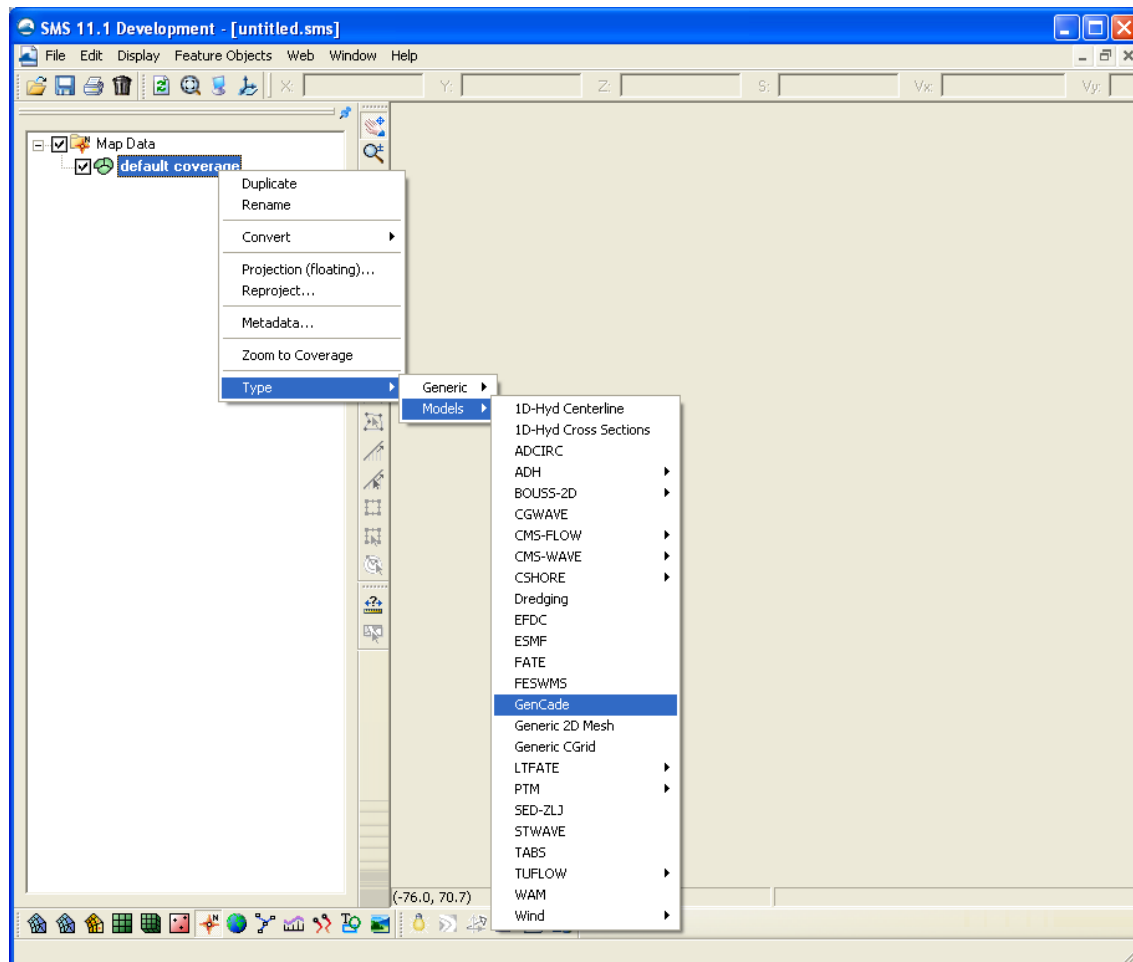 SMS 11.1 Development - [untitled.sms]
File Edit Display Feature Objects Web Window Help
X: Y: Z: S: Vx: Vy:
Map Data
default coverage
Duplicate
Rename
Convert
Projection (floating)...
Reproject...
Metadata...
Zoom to Coverage
Type
Generic
Models
1D-Hyd Centerline
1D-Hyd Cross Sections
ADCIRC
ADH
BOUSS-2D
CGWAVE
CMS-FLOW
CMS-WAVE
CSHORE
Dredging
EFDC
ESMF
FATE
FESWMS
GenCade
Generic 2D Mesh
Generic CGrid
LTFATE
PTM
SED-ZLJ
STWAVE
TABS
TUFLOW
WAM
Wind
(-76.0, 70.7)